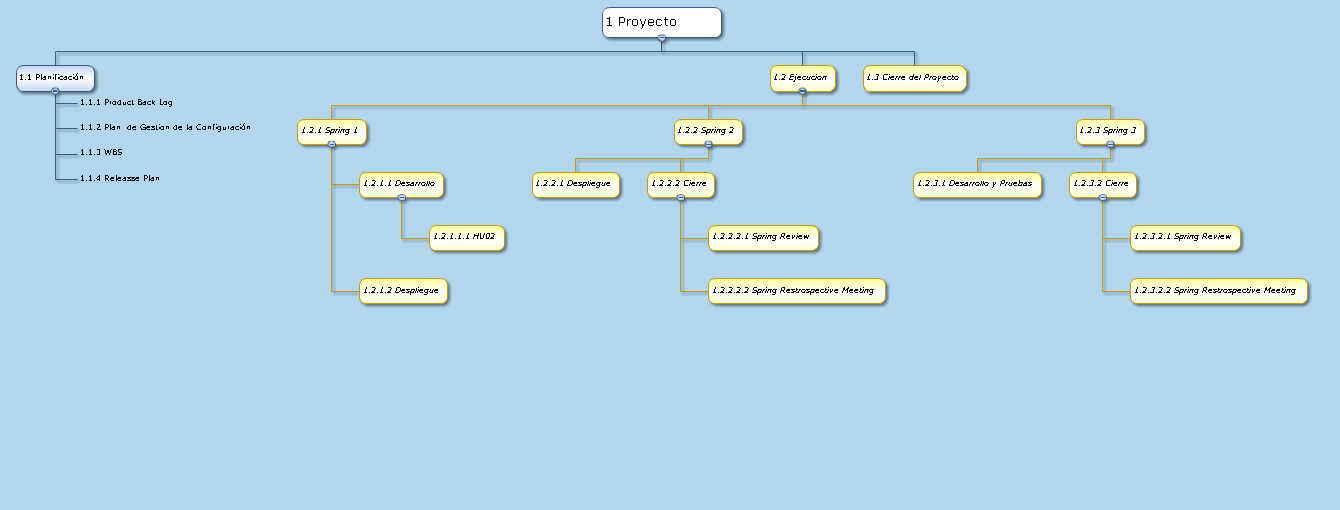 1 Proyecto
1.1 Planificación
1.2 Ejecucion
1.3 Cierre del Proyecto
1.1.1 Product Back Log
1.1.2 Plan de Gestion de la Configuración
1.1.3 WBS
1.1.4 Releasse Plan
1.2.1 Spring 1
1.2.2 Spring 2
1.2.3 Spring 3
1.2.1.1 Desarrollo
1.2.2.1 Despliegue
1.2.2.2 Cierre
1.2.3.1 Desarrollo y Pruebas
1.2.3.2 Cierre
1.2.1.1.1 HU02
1.2.2.2.1 Spring Review
1.2.3.2.1 Spring Review
1.2.1.2 Despliegue
1.2.2.2.2 Spring Restrospective Meeting
1.2.3.2.2 Spring Restrospective Meeting